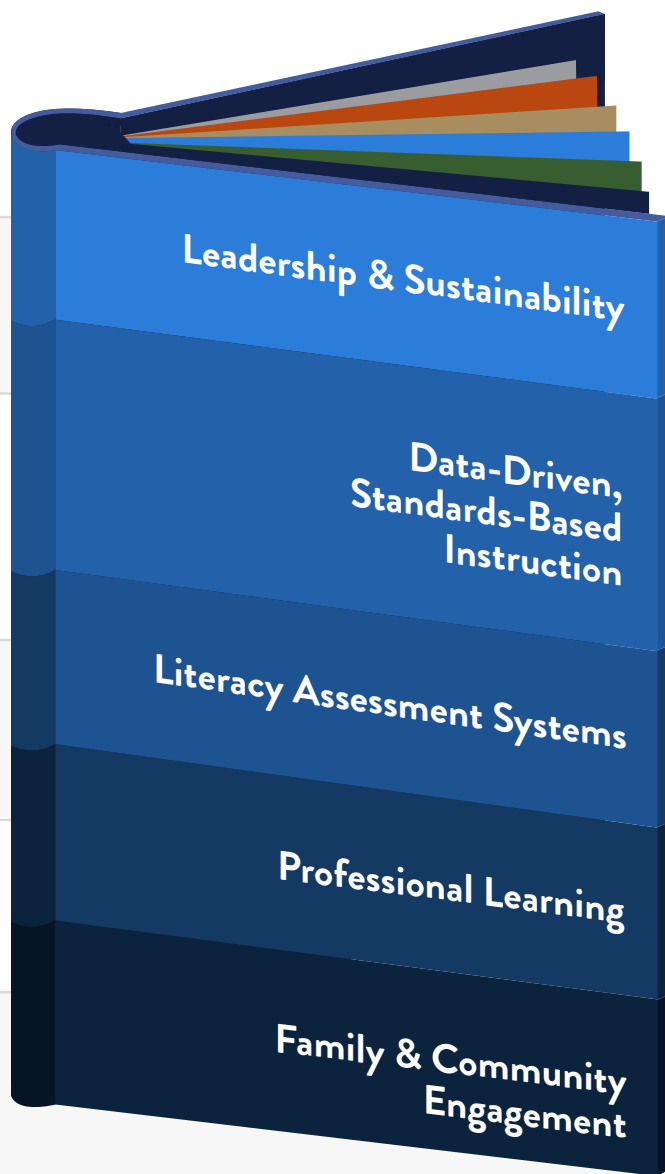 Leadership & Sustainability
Data-Driven,
Standards-Based
Instruction
Literacy Assessment Systems
Professional Learning
Family & Community
Engagement